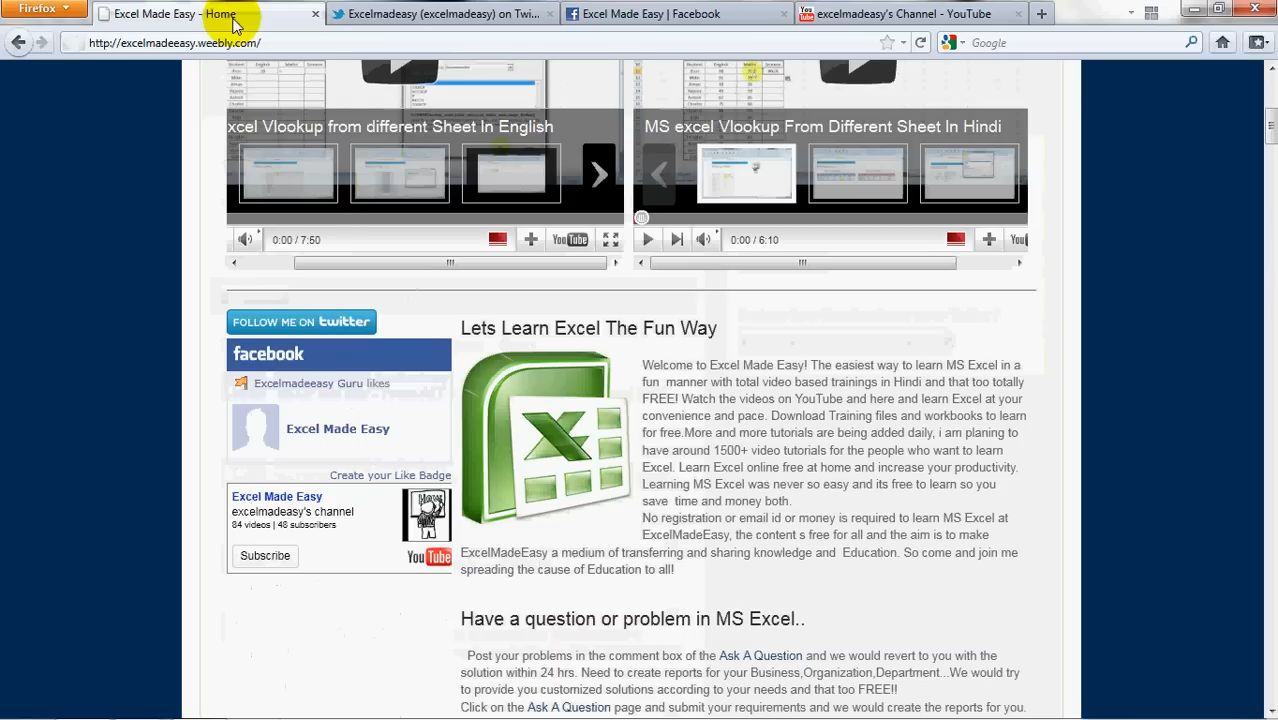 Firefox
Excel Made Easy - Home
Excelmadeeasy (excelmadeeasy) on Twi...
Excel Made Easy | Facebook
excelmadeeasy's Channel - YouTube
http://excelmadeeasy.weebly.com/
Google
xcel Vlookup from different Sheet In English
MS excel Vlookup From Different Sheet In Hindi
0:00 / 7:50
YouTube
0:00 / 6:10
You
FOLLOW ME ON twitter
Lets Learn Excel The Fun Way
facebook
Excelmadeeasy Guru likes
Excel Made Easy
Create your Like Badge
Excel Made Easy
excelmadeeasy's channel
84 videos | 48 subscribers
Subscribe
YouTube
Welcome to Excel Made Easy! The easiest way to learn MS Excel in a
fun manner with total video based trainings in Hindi and that too totally
FREE! Watch the videos on YouTube and here and learn Excel at your
convenience and pace. Download Training files and workbooks to learn
for free.More and more tutorials are being added daily, i am planing to
have around 1500+ video tutorials for the people who want to learn
Excel. Learn Excel online free at home and increase your productivity.
Learning MS Excel was never so easy and its free to learn so you
save time and money both.
No registration or email id or money is required to learn MS Excel at
ExcelMadeEasy, the content s free for all and the aim is to make
ExcelMadeEasy a medium of transferring and sharing knowledge and Education. So come and join me
spreading the cause of Education to all!
Have a question or problem in MS Excel..
Post your problems in the comment box of the Ask A Question and we would revert to you with the
solution within 24 hrs. Need to create reports for your Business,Organization,Department...We would try
to provide you customized solutions according to your needs and that too FREE!!
Click on the Ask A Question page and submit your requirements and we would create the reports for you.